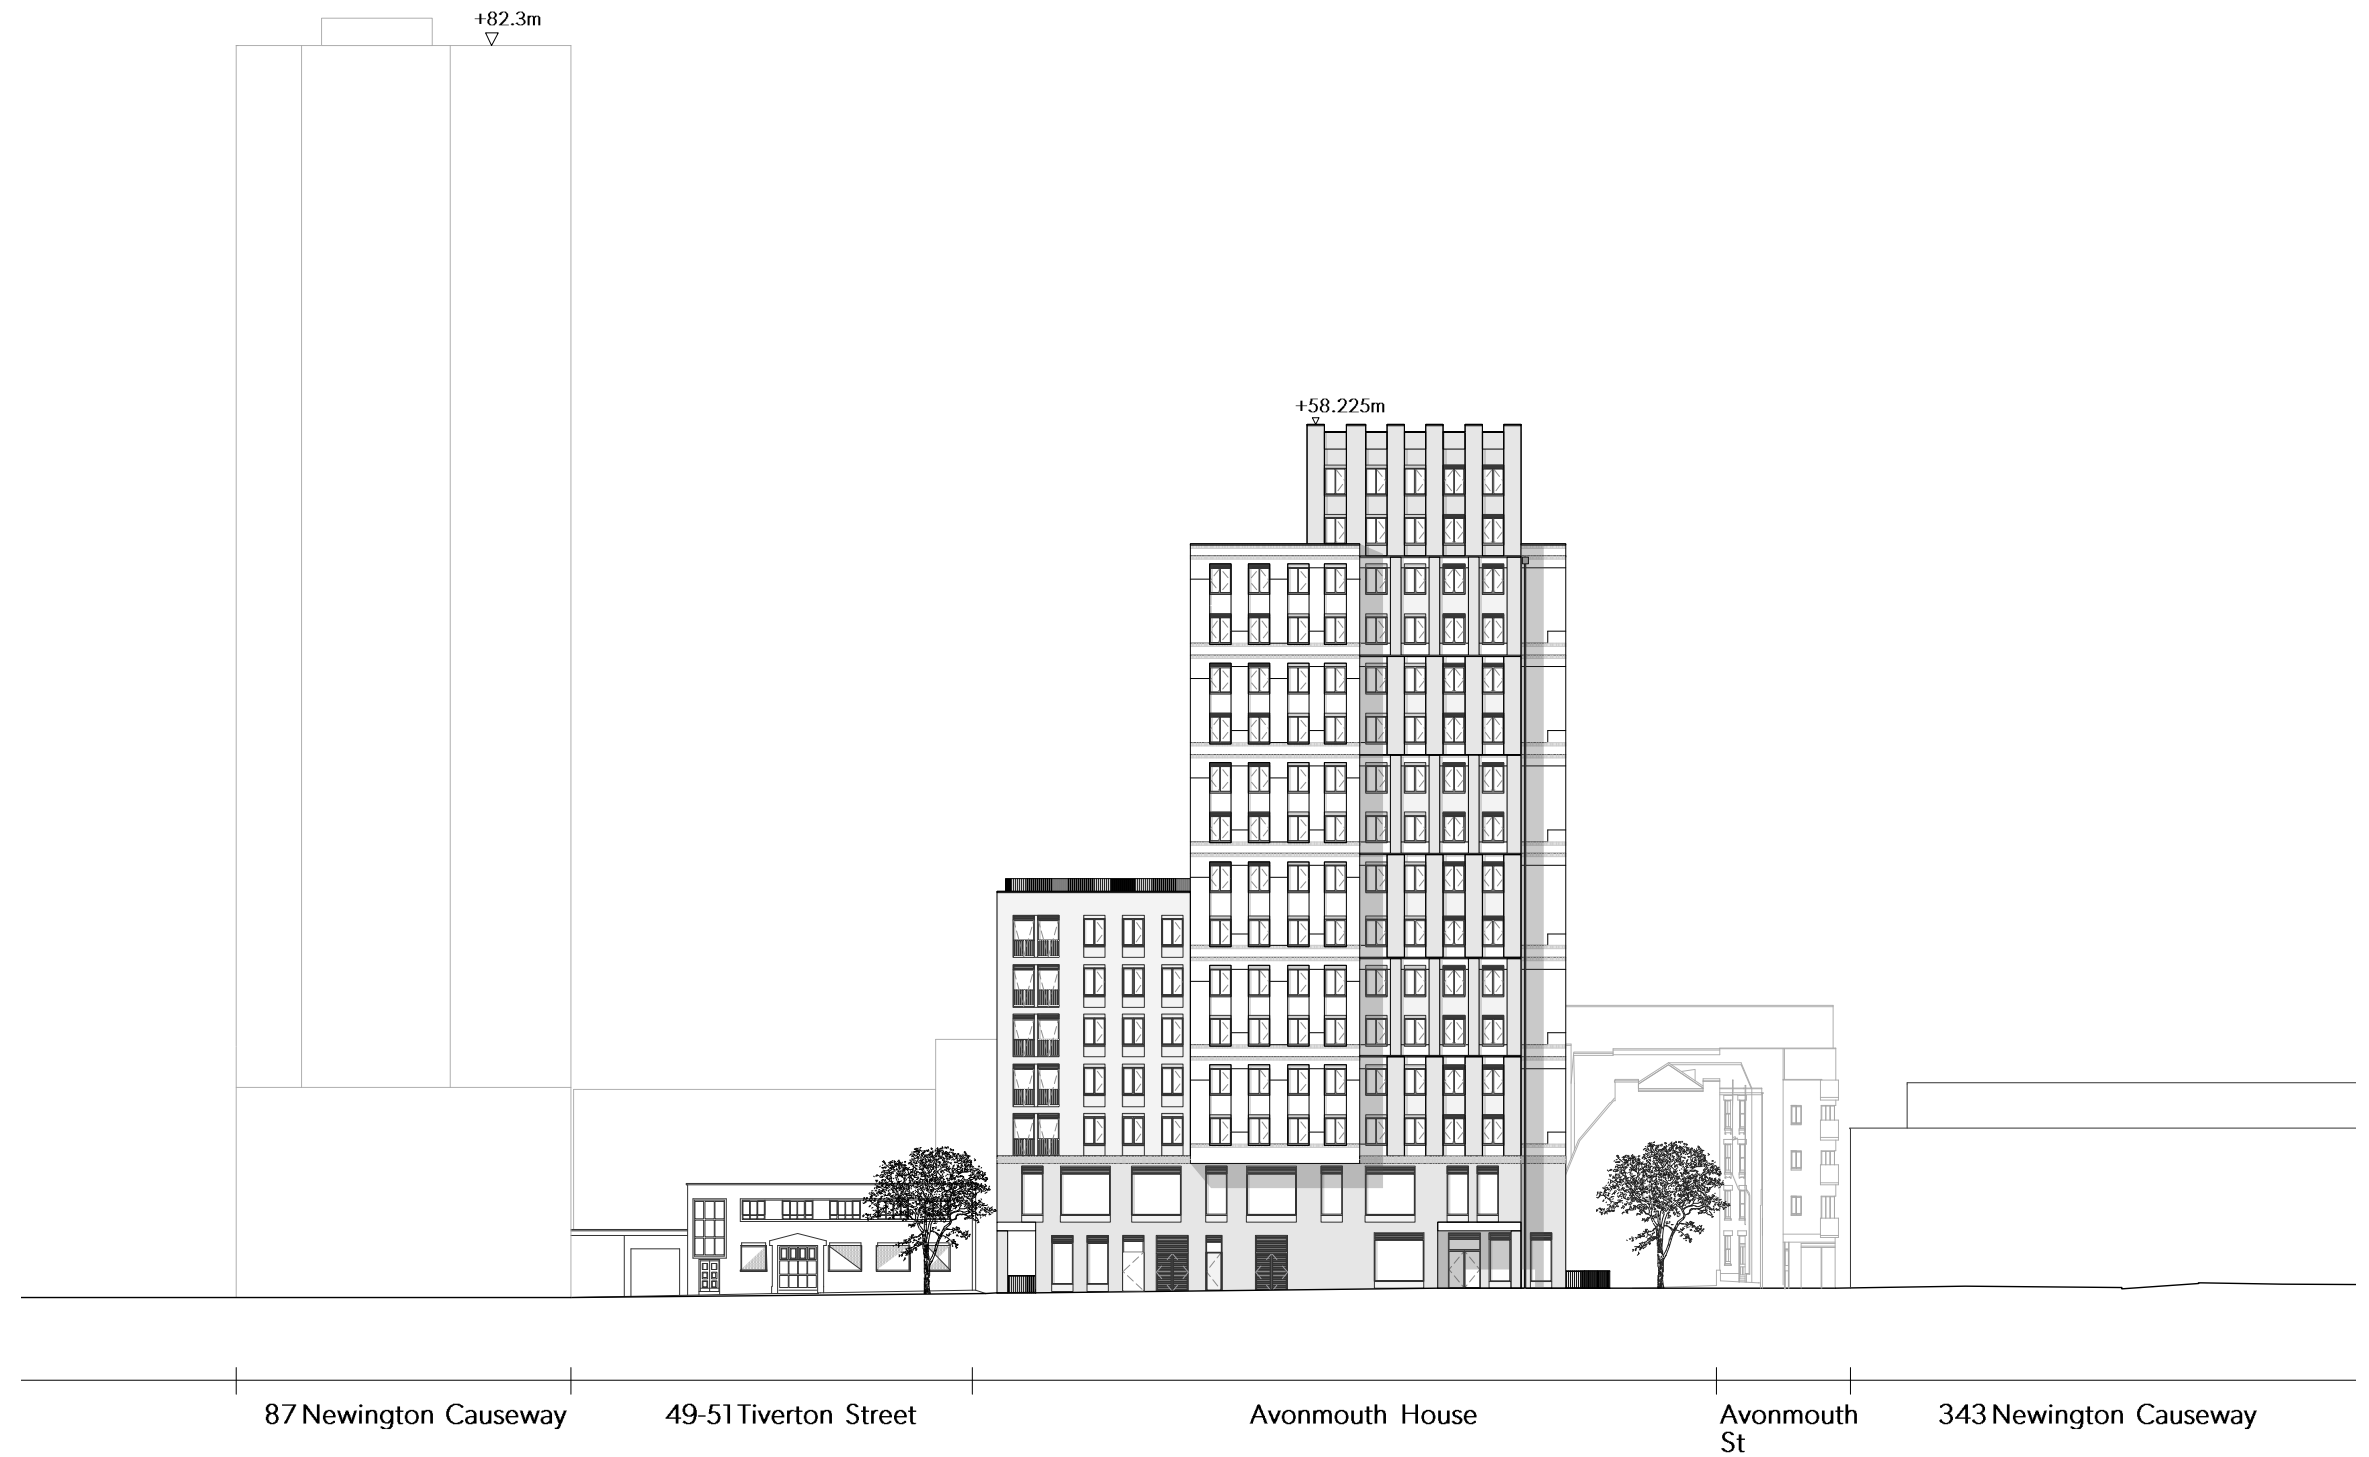 +82.3m
+58.225m
87 Newington Causeway
49-51 Tiverton Street
Avonmouth House
Avonmouth
St
343 Newington Causeway